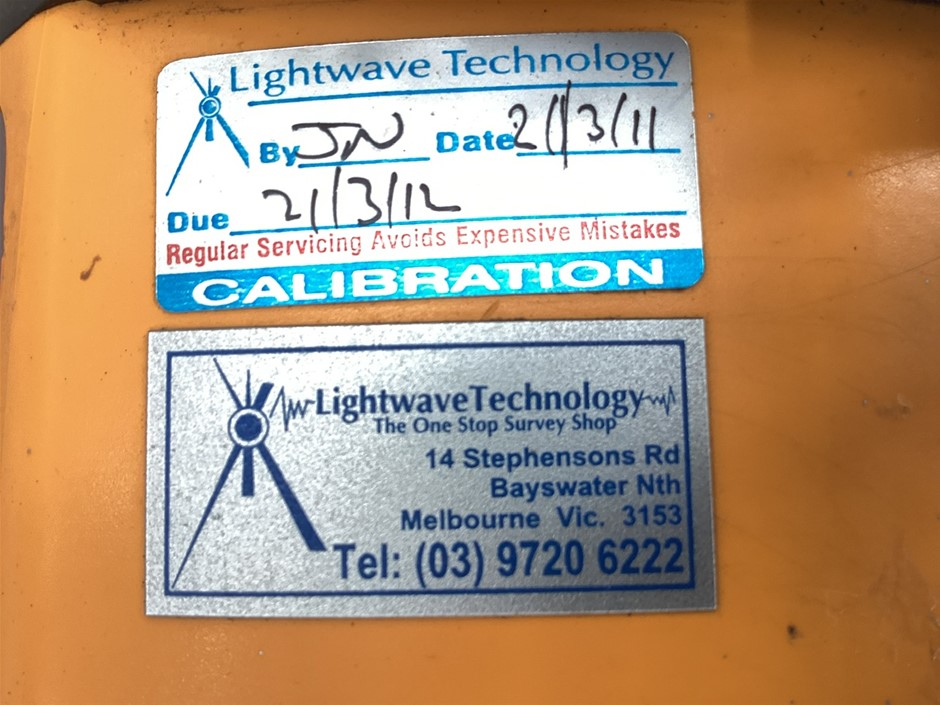 Lightwave Technology
By JN Date 21/3/11
Due 21/3/12
Regular Servicing Avoids Expensive Mistakes
CALIBRATION
LightwaveTechnology
The One Stop Survey Shop
14 Stephensons Rd
Bayswater Nth
Melbourne Vic. 3153
Tel: (03) 9720 6222